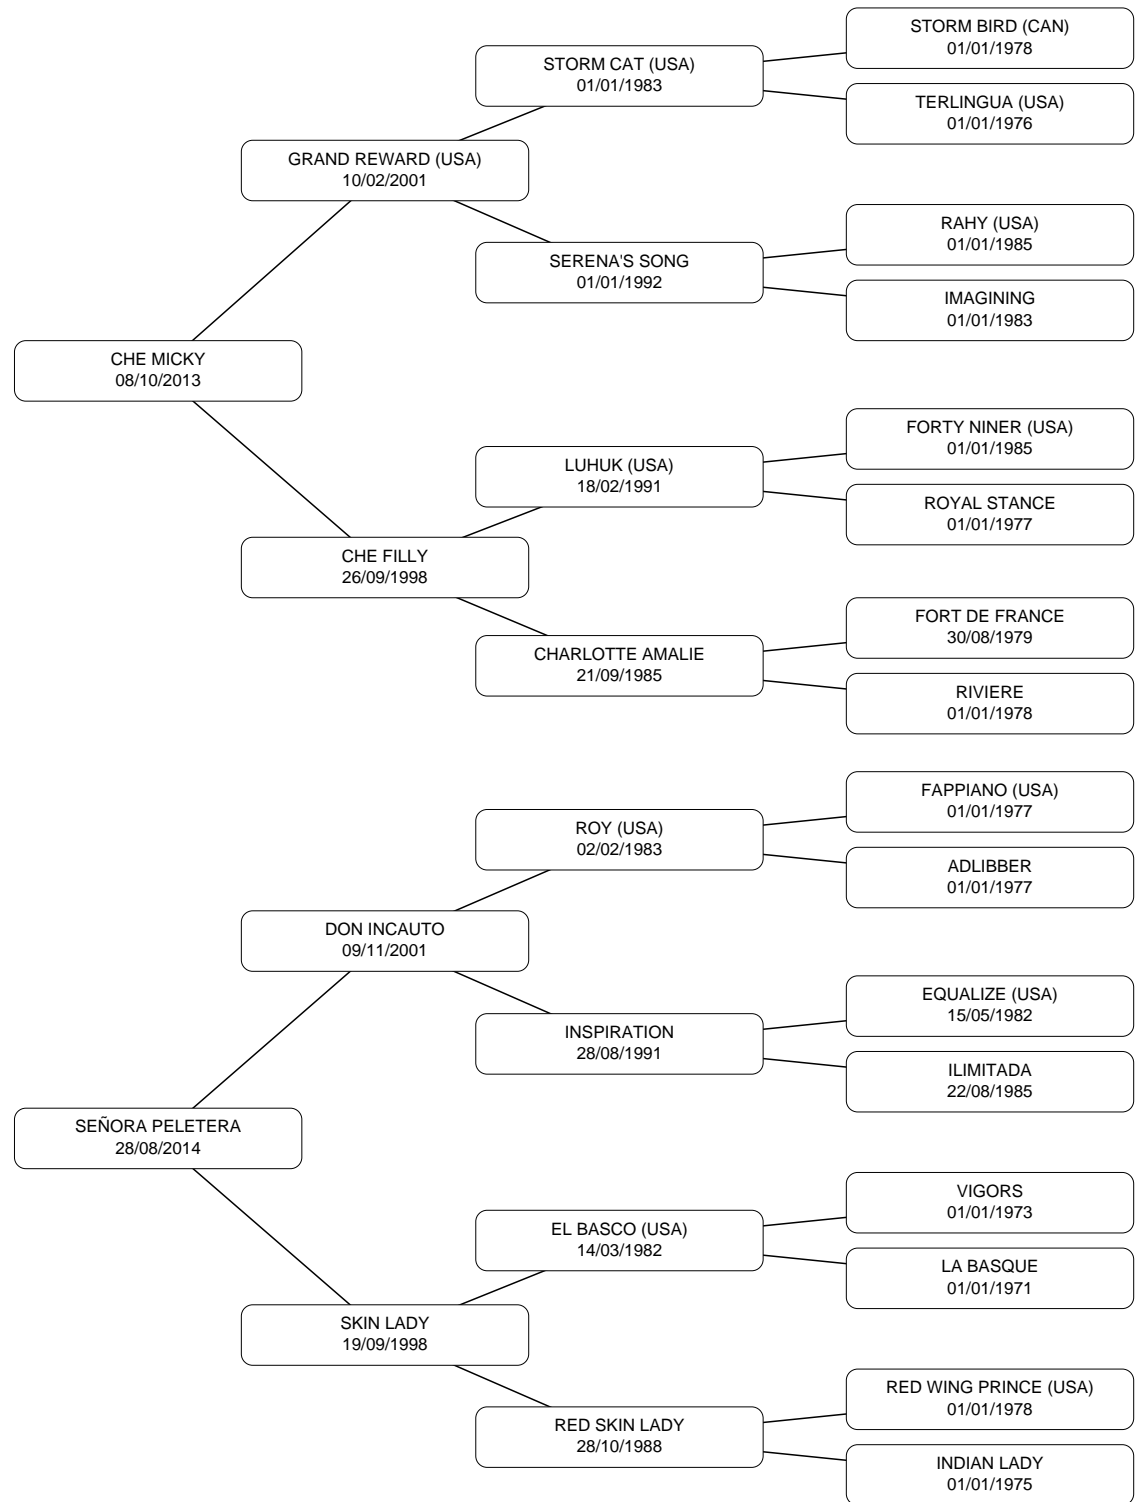 STORM BIRD (CAN)
01/01/1978
STORM CAT (USA)
01/01/1983
TERLINGUA (USA)
01/01/1976
GRAND REWARD (USA)
10/02/2001
RAHY (USA)
01/01/1985
SERENA'S SONG
01/01/1992
IMAGINING
01/01/1983
CHE MICKY
08/10/2013
FORTY NINER (USA)
01/01/1985
LUHUK (USA)
18/02/1991
ROYAL STANCE
01/01/1977
CHE FILLY
26/09/1998
FORT DE FRANCE
30/08/1979
CHARLOTTE AMALIE
21/09/1985
RIVIERE
01/01/1978
FAPPIANO (USA)
01/01/1977
ROY (USA)
02/02/1983
ADLIBBER
01/01/1977
DON INCAUTO
09/11/2001
EQUALIZE (USA)
15/05/1982
INSPIRATION
28/08/1991
ILIMITADA
22/08/1985
SEÑORA PELETERA
28/08/2014
VIGORS
01/01/1973
EL BASCO (USA)
14/03/1982
LA BASQUE
01/01/1971
SKIN LADY
19/09/1998
RED WING PRINCE (USA)
01/01/1978
RED SKIN LADY
28/10/1988
INDIAN LADY
01/01/1975